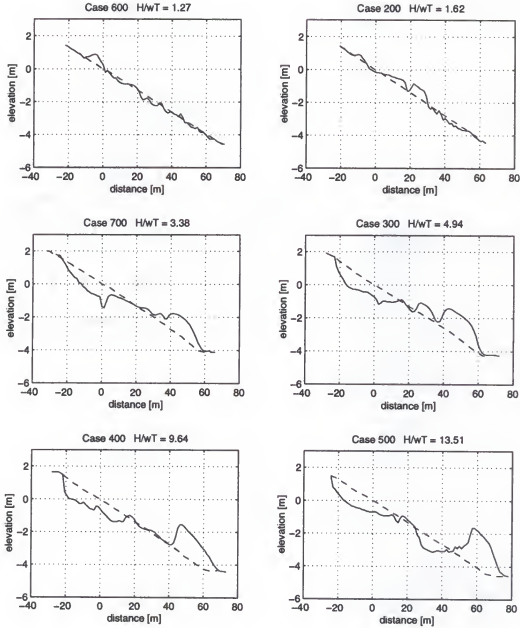 Case 600 H/wT = 1.27
Case 200 H/wT = 1.62
2
0
−2
−4
−6
elevation [m]
−40 −20 0 20 40 60 80
distance [m]
2
0
−2
−4
−6
elevation [m]
−40 −20 0 20 40 60 80
distance [m]
Case 700 H/wT = 3.38
Case 300 H/wT = 4.94
2
0
−2
−4
−6
elevation [m]
−40 −20 0 20 40 60 80
distance [m]
2
0
−2
−4
−6
elevation [m]
−40 −20 0 20 40 60 80
distance [m]
Case 400 H/wT = 9.64
Case 500 H/wT = 13.51
2
0
−2
−4
−6
elevation [m]
−40 −20 0 20 40 60 80
distance [m]
2
0
−2
−4
−6
elevation [m]
−40 −20 0 20 40 60 80
distance [m]